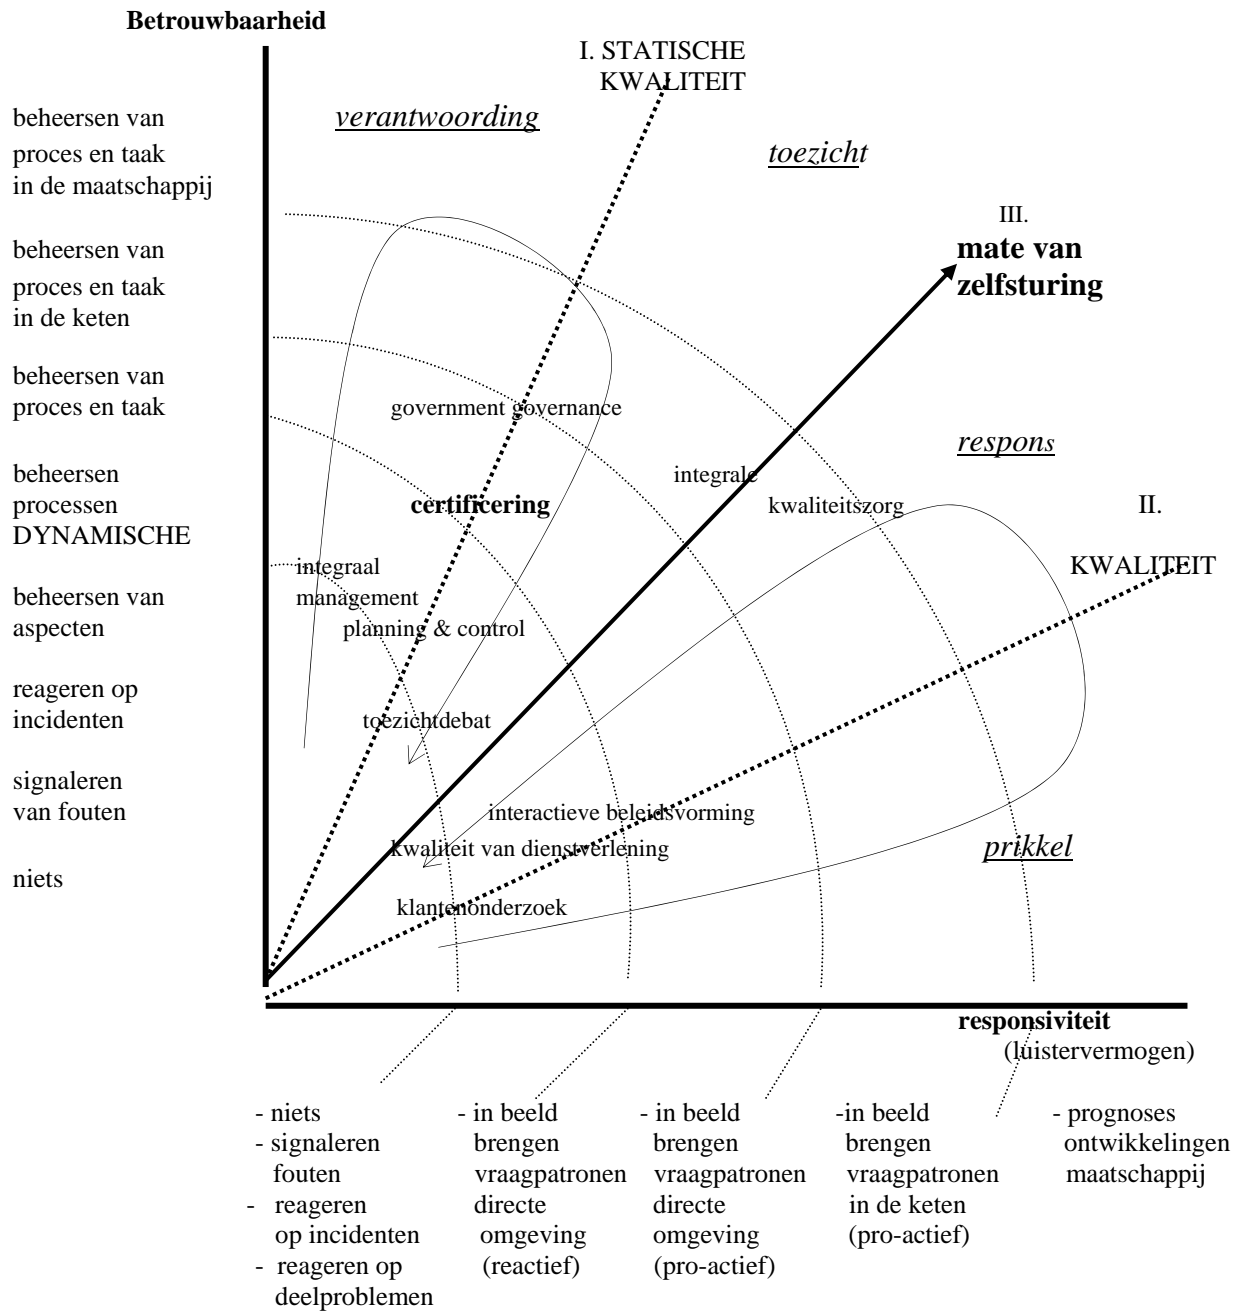 Betrouwbaarheid
I. STATISCHE
KWALITEIT
beheersen van
proces en taak
in de maatschappij
verantwoording
toezicht
III.
mate van
zelfsturing
beheersen van
proces en taak
in de keten
beheersen van
proces en taak
government governance
respons
integrale
kwaliteitszorg
beheersen
processen
DYNAMISCHE
certificering
II.
KWALITEIT
integraal
management
planning & control
beheersen van
aspecten
reageren op
incidenten
toezichtdebat
signaleren
van fouten
interactieve beleidsvorming
kwaliteit van dienstverlening
prikkel
niets
klantenonderzoek
responsiviteit
(luistervermogen)
- niets
- signaleren
fouten
- reageren
op incidenten
- reageren op
deelproblemen
- in beeld
brengen
vraagpatronen
directe
omgeving
(reactief)
- in beeld
brengen
vraagpatronen
directe
omgeving
(pro-actief)
-in beeld
brengen
vraagpatronen
in de keten
(pro-actief)
- prognoses
ontwikkelingen
maatschappij